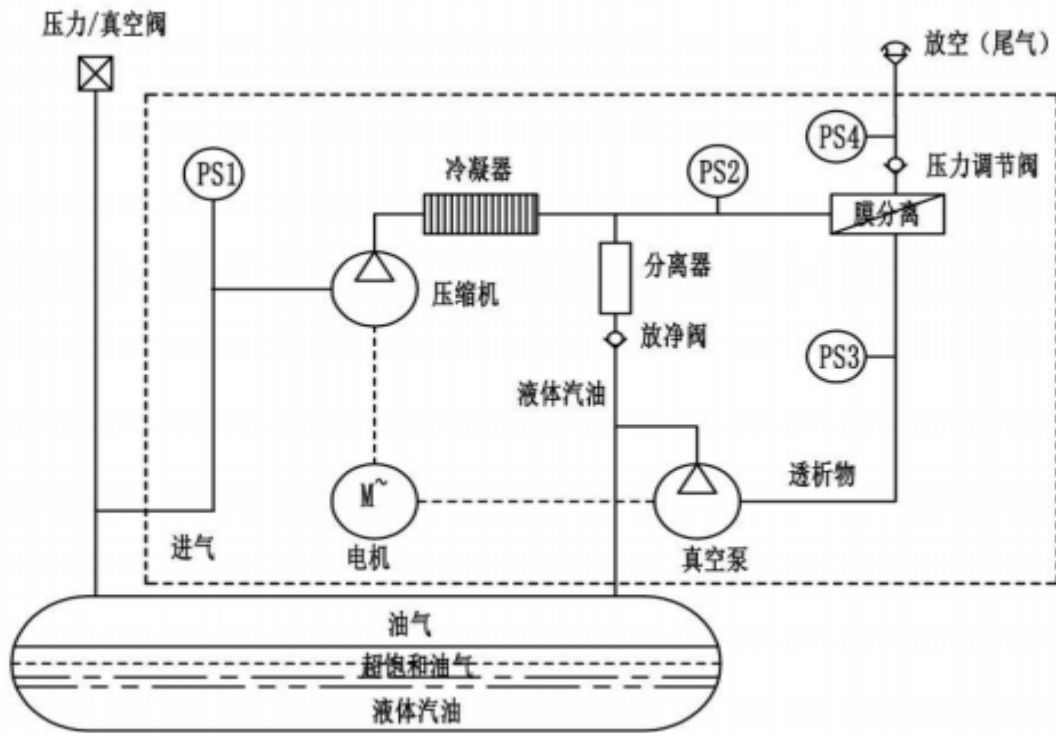 压力/真空阀
放空（尾气）
PS4
压力调节阀
PS1
冷凝器
PS2
膜分离
分离器
压缩机
放净阀
PS3
液体汽油
透析物
M~
进气
电机
真空泵
油气
超饱和油气
液体汽油